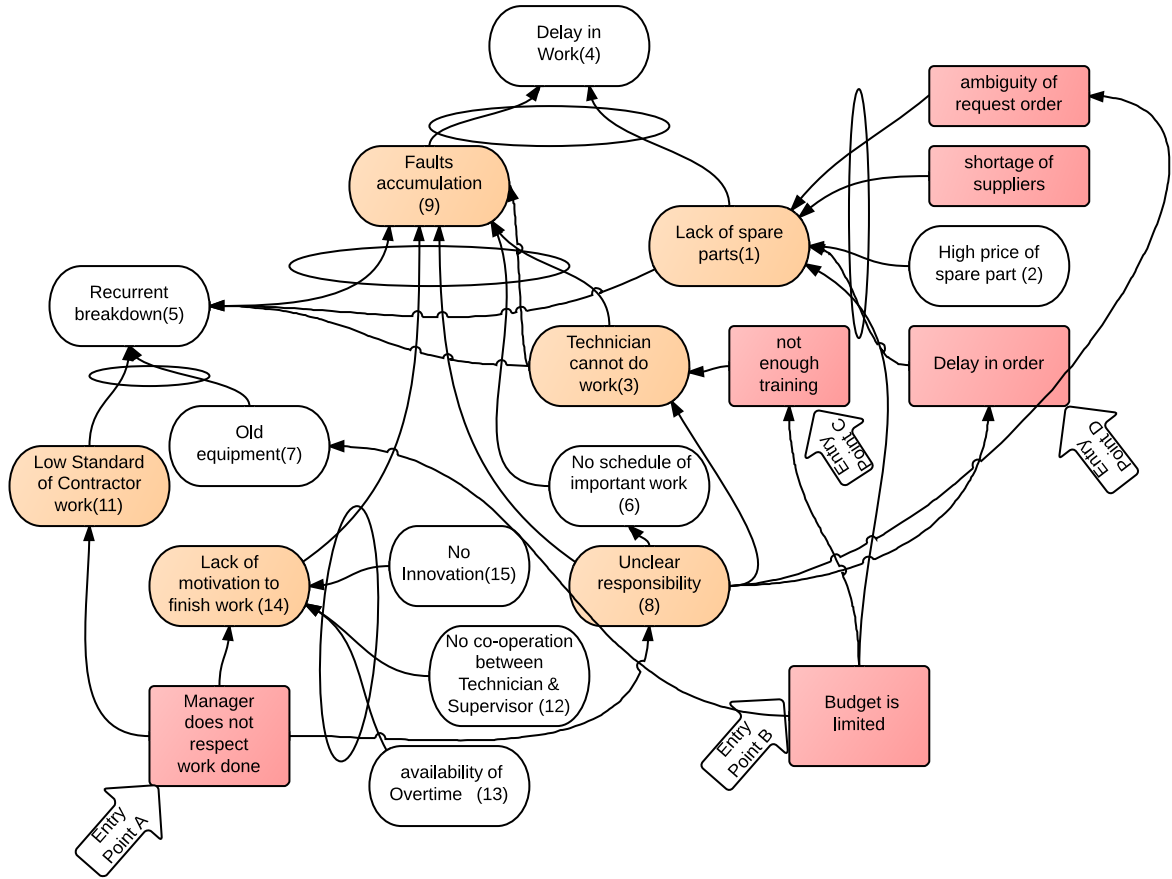 Delay in
Work(4)
ambiguity of
request order
Faults
accumulation
(9)
shortage of
suppliers
Lack of spare
parts(1)
High price of
spare part (2)
Recurrent
breakdown(5)
Technician
cannot do
work(3)
not
enough
training
Delay in order
Entry
Point C
Entry
Point D
Old
equipment(7)
Low Standard
of Contractor
work(11)
No schedule of
important work
(6)
Lack of
motivation to
finish work (14)
No
Innovation(15)
Unclear
responsibility
(8)
No co-operation
between
Technician &
Supervisor (12)
Manager
does not
respect
work done
Budget is
limited
Entry
Point B
availability of
Overtime (13)
Entry
Point A